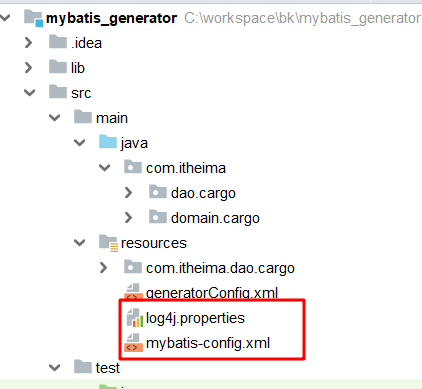 mybatis_generator C:\workspace\bk\mybatis_generator
.idea
lib
src
main
java
com.itheima
dao.cargo
domain.cargo
resources
com.itheima.dao.cargo
generatorConfig.xml
log4j.properties
mybatis-config.xml
test